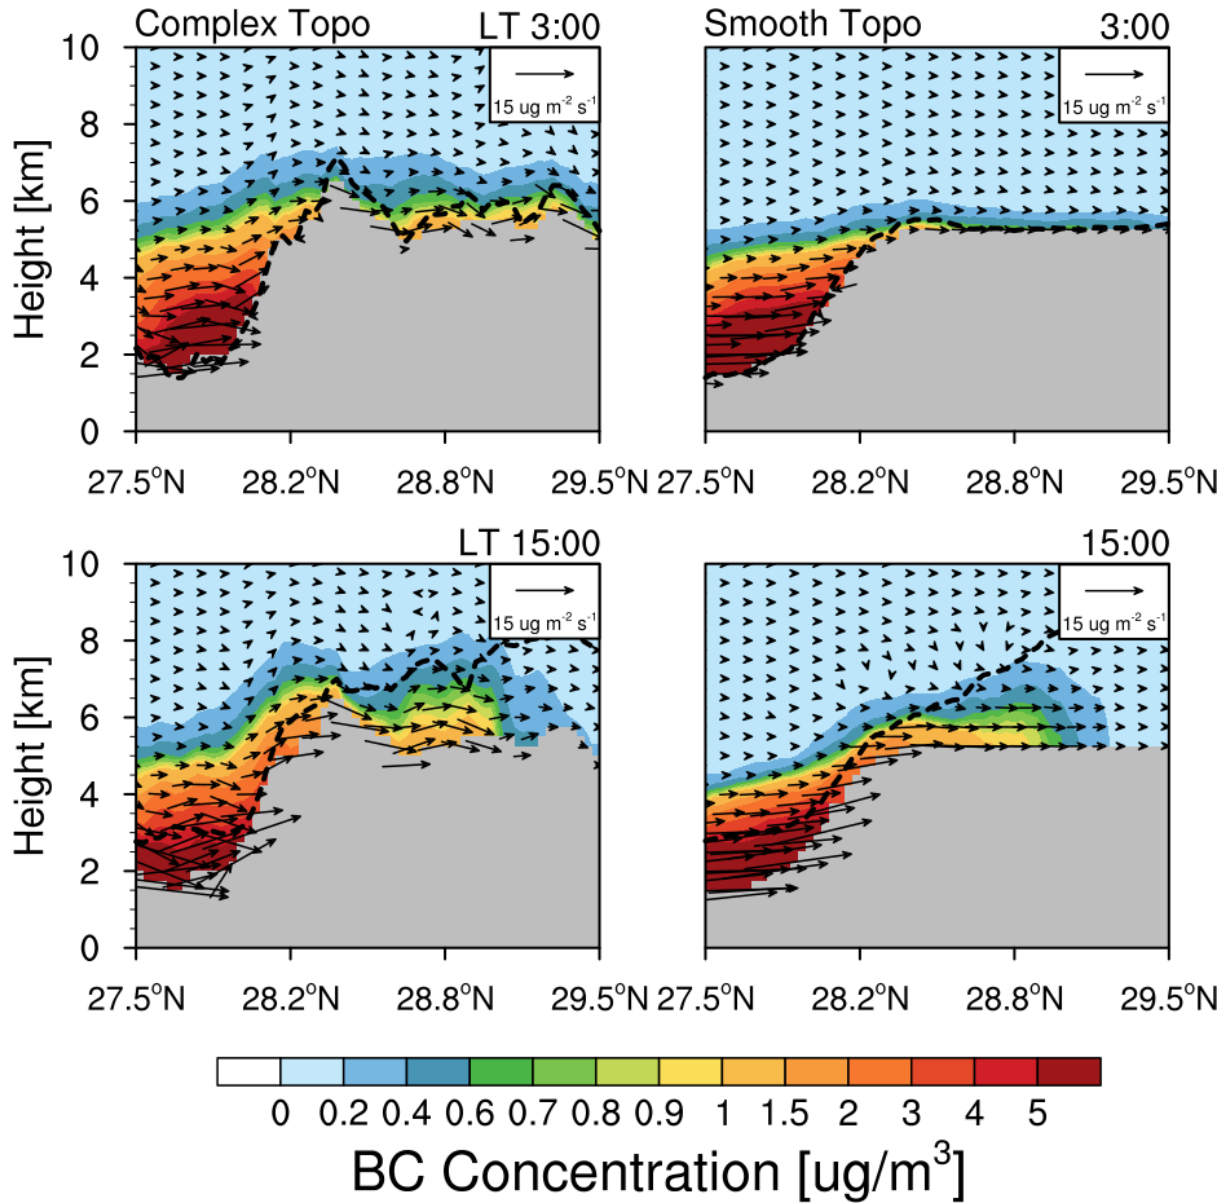 Complex Topo LT 3:00
Smooth Topo 3:00
10
8
6
4
2
0
Height [km]
15 ug m⁻² s⁻¹
15 ug m⁻² s⁻¹
27.5°N 28.2°N 28.8°N 29.5°N
27.5°N 28.2°N 28.8°N 29.5°N
LT 15:00
15:00
10
8
6
4
2
0
Height [km]
15 ug m⁻² s⁻¹
15 ug m⁻² s⁻¹
27.5°N 28.2°N 28.8°N 29.5°N
27.5°N 28.2°N 28.8°N 29.5°N
0 0.2 0.4 0.6 0.7 0.8 0.9 1 1.5 2 3 4 5
BC Concentration [ug/m³]